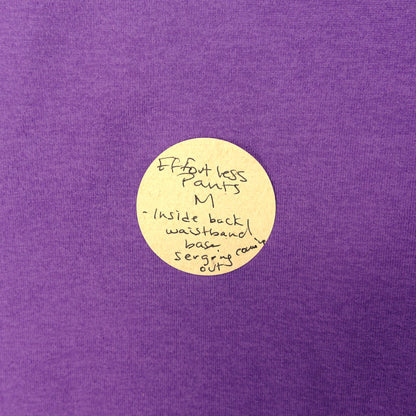 Effortless
Pants
M
- Inside back
waistband
base
serging coming
out